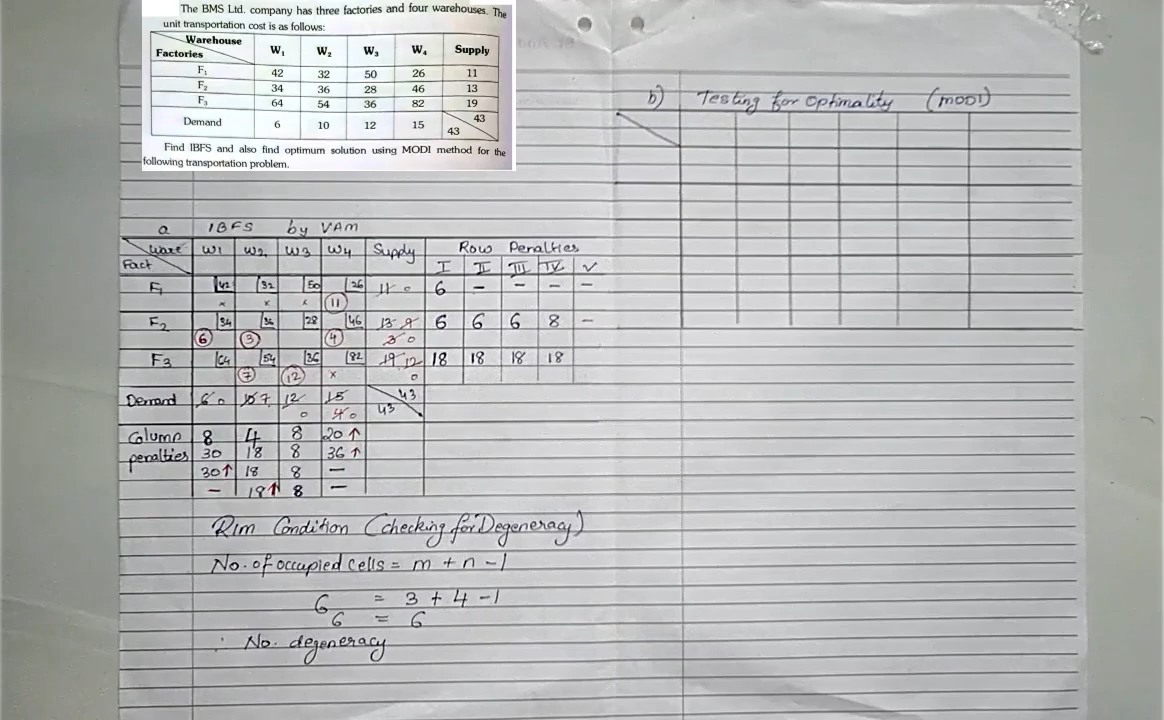 The BMS Ltd. company has three factories and four warehouses. The
unit transportation cost is as follows:
Warehouse
Factories W₁ W₂ W₃ W₄ Supply
F₁ 42 32 50 26 11
F₂ 34 36 28 46 13
F₃ 64 54 36 82 19
Demand 6 10 12 15 43 43
Find IBFS and also find optimum solution using MODI method for the
following transportation problem.
a IBFS by VAM
Ware W1 W2 W3 W4 Supply Row Penalties
Fact I II III IV V
F1 42 32 50 26 11 0 6 - - - -
x x x 11
F2 34 36 28 46 13 9 6 6 6 8 -
6 3 4 3 0
F3 64 54 36 82 19 12 18 18 18 18
7 12 x 0
Demand 6 0 10 7 12 15 43
0 4 0 43
Column 8 4 8 20 ↑
penalties 30 18 8 36 ↑
30↑ 18 8 -
- 18↑ 8 -
Rim Condition (checking for Degeneracy)
No. of occupied cells = m + n - 1
6 = 3 + 4 - 1
6 = 6
∴ No. degeneracy
b) Testing for Optimality (MODI)